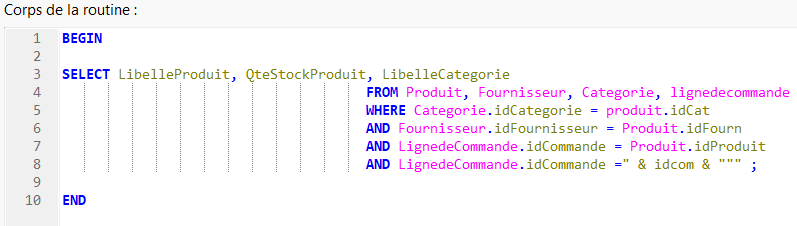 Corps de la routine :
1 BEGIN
2
3 SELECT LibelleProduit, QteStockProduit, LibelleCategorie
4 FROM Produit, Fournisseur, Categorie, lignedecommande
5 WHERE Categorie.idCategorie = produit.idCat
6 AND Fournisseur.idFournisseur = Produit.idFourn
7 AND LignedeCommande.idCommande = Produit.idProduit
8 AND LignedeCommande.idCommande =" & idcom & """ ;
9
10 END